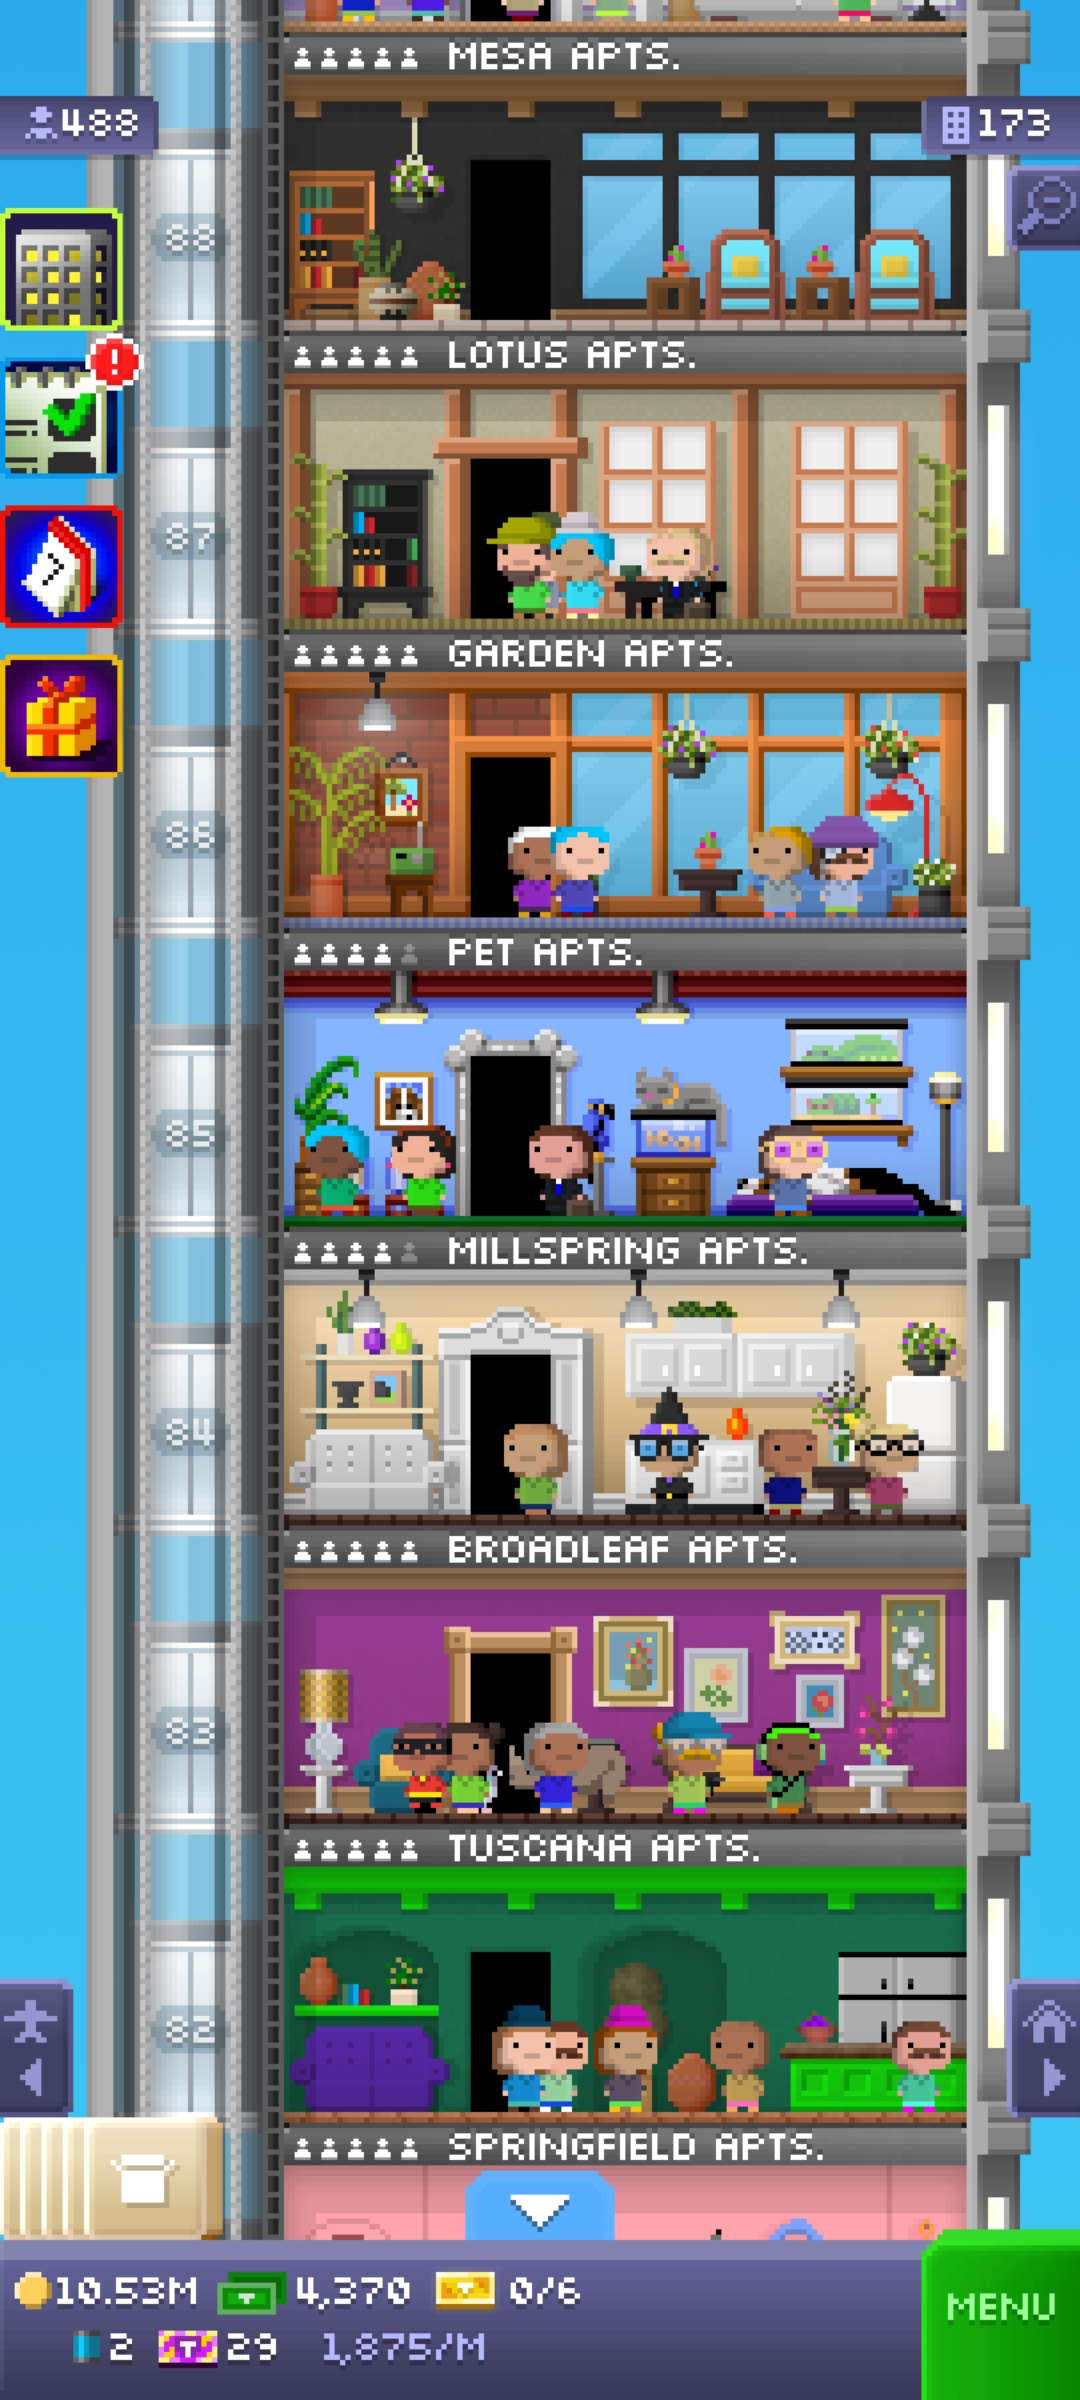 MESA APTS.
488
173
88
LOTUS APTS.
87
7
GARDEN APTS.
86
PET APTS.
85
MILLSPRING APTS.
84
BROADLEAF APTS.
83
TUSCANA APTS.
82
SPRINGFIELD APTS.
10.53M 4,370 0/6
2 29 1,875/M
MENU